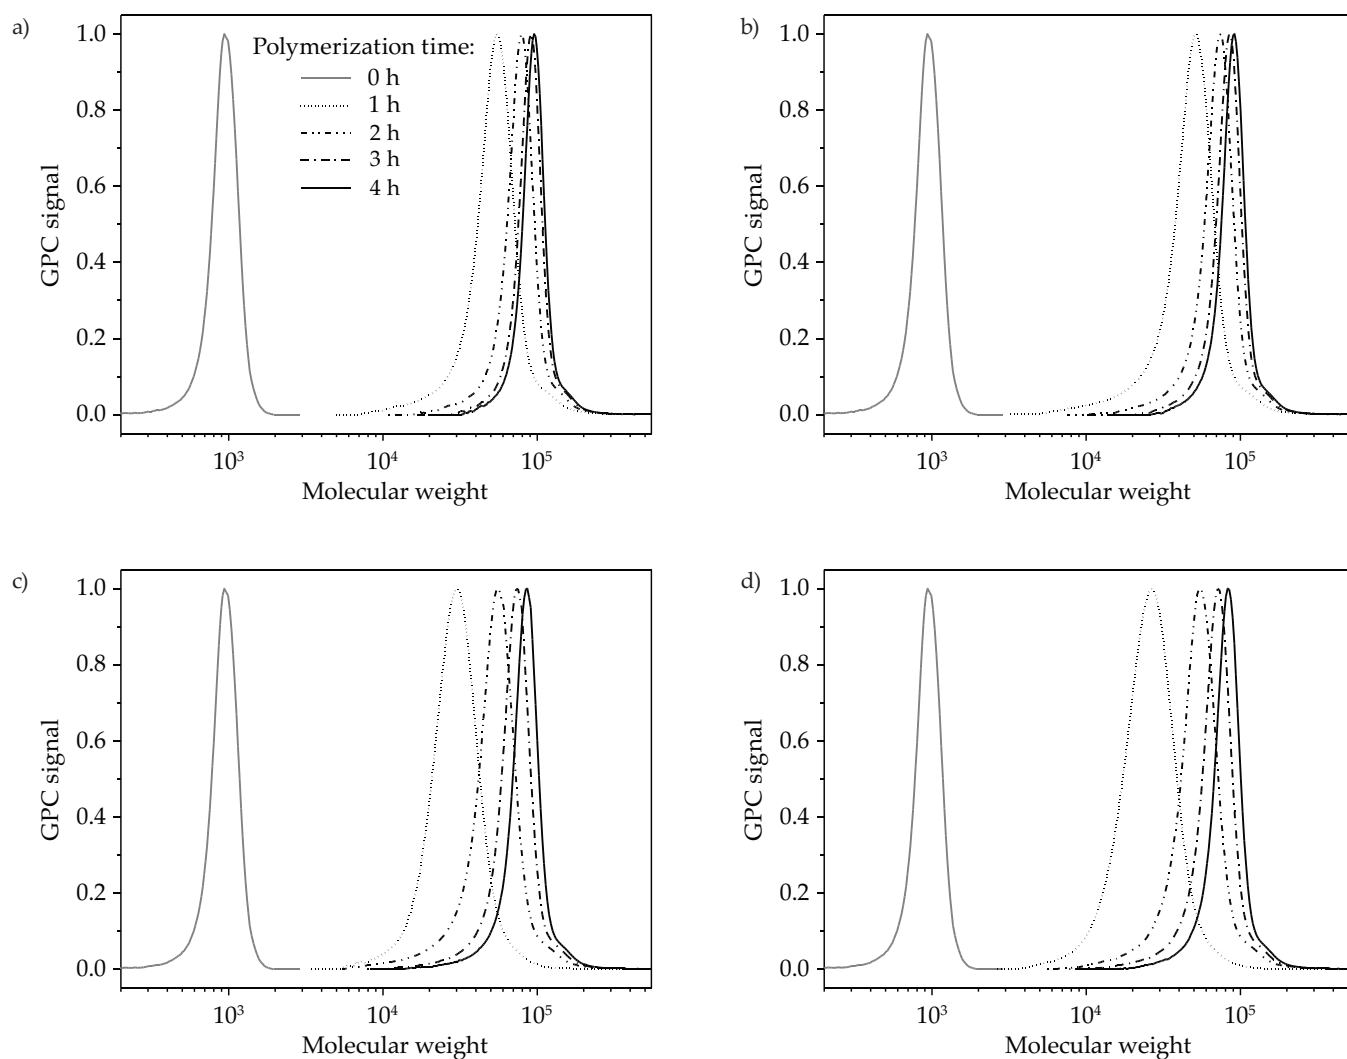 a)
1.0
0.8
0.6
0.4
0.2
0.0
GPC signal
Polymerization time:
0 h
1 h
2 h
3 h
4 h
10³
10⁴
10⁵
Molecular weight
b)
1.0
0.8
0.6
0.4
0.2
0.0
GPC signal
10³
10⁴
10⁵
Molecular weight
c)
1.0
0.8
0.6
0.4
0.2
0.0
GPC signal
10³
10⁴
10⁵
Molecular weight
d)
1.0
0.8
0.6
0.4
0.2
0.0
GPC signal
10³
10⁴
10⁵
Molecular weight